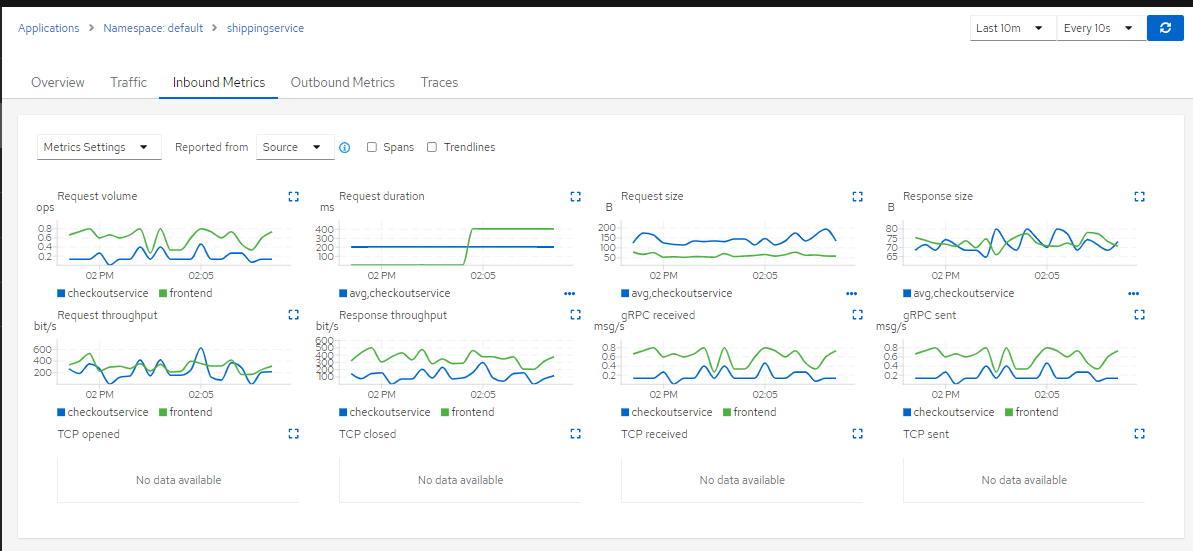 Applications > Namespace: default > shippingservice
Last 10m Every 10s
Overview Traffic Inbound Metrics Outbound Metrics Traces
Metrics Settings Reported from Source Spans Trendlines
Request volume
ops
0.8
0.6
0.4
0.2
02 PM 02:05
checkoutservice frontend
Request duration
ms
400
300
200
100
02 PM 02:05
avg,checkoutservice
Request size
B
200
150
100
50
02 PM 02:05
avg,checkoutservice
Response size
B
80
75
70
65
02 PM 02:05
avg,checkoutservice
Request throughput
bit/s
600
400
200
02 PM 02:05
checkoutservice frontend
Response throughput
bit/s
600
500
400
300
200
100
02 PM 02:05
checkoutservice frontend
gRPC received
msg/s
0.8
0.6
0.4
0.2
02 PM 02:05
checkoutservice frontend
gRPC sent
msg/s
0.8
0.6
0.4
0.2
02 PM 02:05
checkoutservice frontend
TCP opened
No data available
TCP closed
No data available
TCP received
No data available
TCP sent
No data available